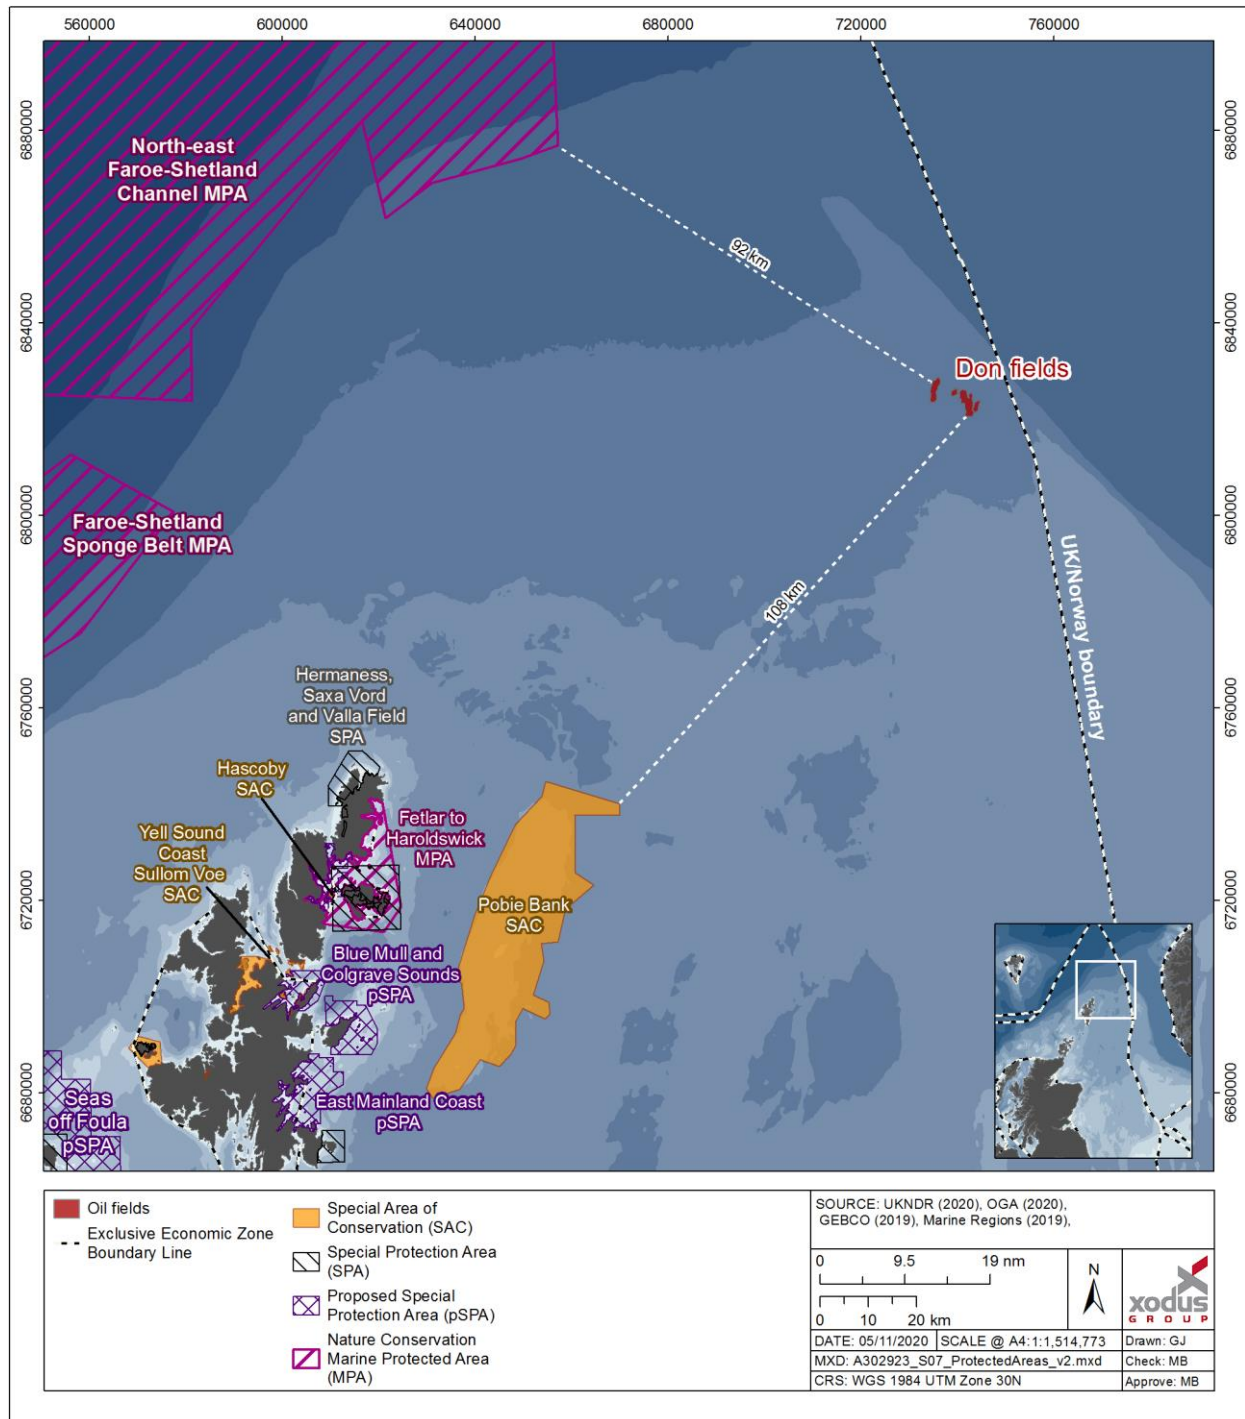 560000
600000
640000
680000
720000
760000
6880000
6840000
6800000
6760000
6720000
6680000
6880000
6840000
6800000
6760000
6720000
6680000
North-east
Faroe-Shetland
Channel MPA
92 km
Don fields
Faroe-Shetland
Sponge Belt MPA
UK/Norway boundary
108 km
Hermaness,
Saxa Vord
and Valla Field
SPA
Hascoby
SAC
Fetlar to
Haroldswick
MPA
Yell Sound
Coast
Sullom Voe
SAC
Pobie Bank
SAC
Blue Mull and
Colgrave Sounds
pSPA
East Mainland Coast
pSPA
Seas
off Foula
pSPA
Oil fields
Exclusive Economic Zone
Boundary Line
Special Area of
Conservation (SAC)
Special Protection Area
(SPA)
Proposed Special
Protection Area (pSPA)
Nature Conservation
Marine Protected Area
(MPA)
SOURCE: UKNDR (2020), OGA (2020),
GEBCO (2019), Marine Regions (2019),
0 9.5 19 nm
0 10 20 km
N
xodus
GROUP
DATE: 05/11/2020
SCALE @ A4:1:1,514,773
Drawn: GJ
MXD: A302923_S07_ProtectedAreas_v2.mxd
Check: MB
CRS: WGS 1984 UTM Zone 30N
Approve: MB